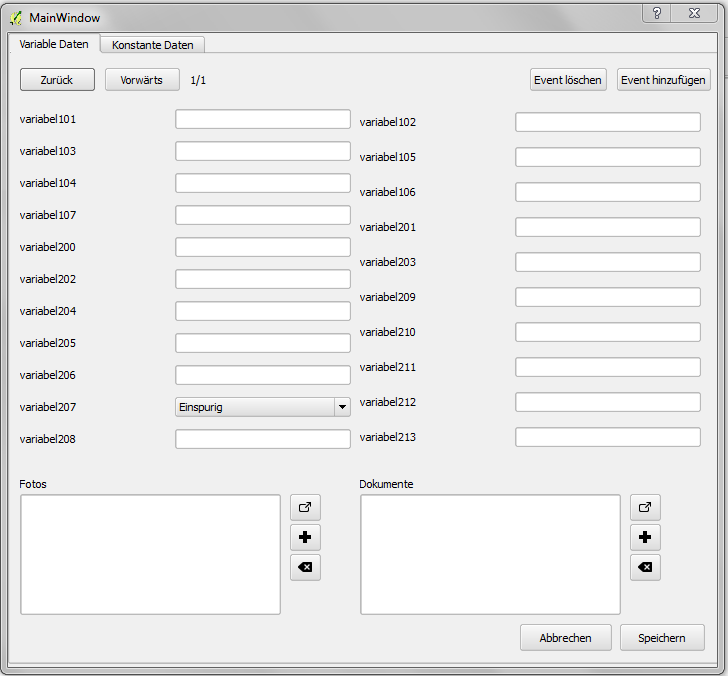 MainWindow
Variable Daten Konstante Daten
Zurück Vorwärts 1/1 Event löschen Event hinzufügen
variabel101 variabel102
variabel103 variabel105
variabel104 variabel106
variabel107 variabel201
variabel200 variabel203
variabel202 variabel209
variabel204 variabel210
variabel205 variabel211
variabel206 variabel212
variabel207 Einspurig
variabel208 variabel213
Fotos Dokumente
Abbrechen Speichern